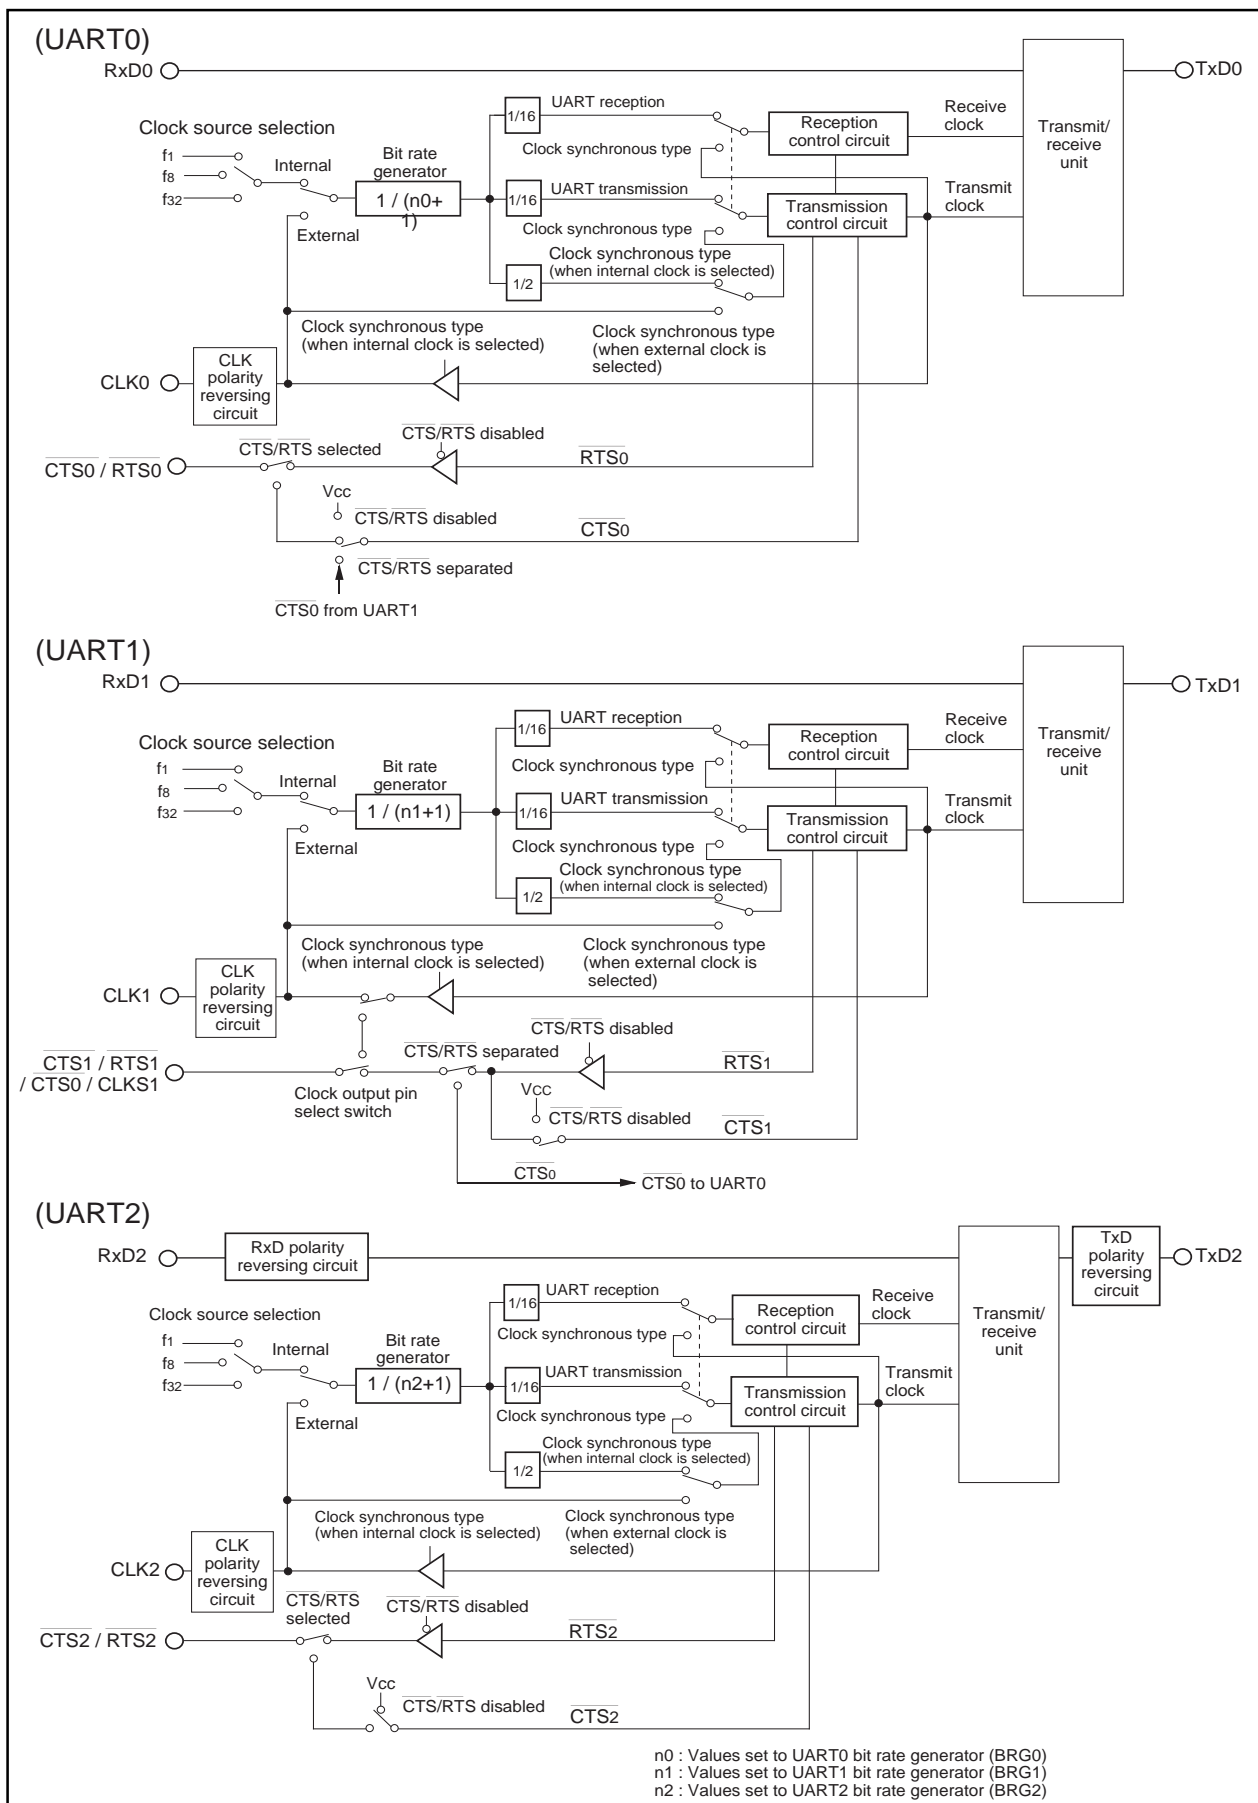 (UART0)
RxD0
TxD0
Clock source selection
f1
f8
f32
Internal
External
Bit rate
generator
1 / (n0+
1)
1/16
UART reception
Clock synchronous type
1/16
UART transmission
Clock synchronous type
1/2
Clock synchronous type
(when internal clock is selected)
Reception
control circuit
Transmission
control circuit
Receive
clock
Transmit
clock
Transmit/
receive
unit
Clock synchronous type
(when internal clock is selected)
Clock synchronous type
(when external clock is
selected)
CLK0
CLK
polarity
reversing
circuit
CTS0 / RTS0
CTS/RTS selected
CTS/RTS disabled
RTS0
Vcc
CTS/RTS disabled
CTS0
CTS/RTS separated
CTS0 from UART1
(UART1)
RxD1
TxD1
Clock source selection
f1
f8
f32
Internal
External
Bit rate
generator
1 / (n1+1)
1/16
UART reception
Clock synchronous type
1/16
UART transmission
Clock synchronous type
1/2
Clock synchronous type
(when internal clock is selected)
Reception
control circuit
Transmission
control circuit
Receive
clock
Transmit
clock
Transmit/
receive
unit
Clock synchronous type
(when internal clock is selected)
Clock synchronous type
(when external clock is
selected)
CLK1
CLK
polarity
reversing
circuit
CTS1 / RTS1
/ CTS0 / CLKS1
Clock output pin
select switch
CTS/RTS separated
CTS/RTS disabled
RTS1
VCC
CTS/RTS disabled
CTS1
CTS0
CTS0 to UART0
(UART2)
RxD2
RxD polarity
reversing circuit
TxD
polarity
reversing
circuit
TxD2
Clock source selection
f1
f8
f32
Internal
External
Bit rate
generator
1 / (n2+1)
1/16
UART reception
Clock synchronous type
1/16
UART transmission
Clock synchronous type
1/2
Clock synchronous type
(when internal clock is selected)
Reception
control circuit
Transmission
control circuit
Receive
clock
Transmit
clock
Transmit/
receive
unit
Clock synchronous type
(when internal clock is selected)
Clock synchronous type
(when external clock is
selected)
CLK2
CLK
polarity
reversing
circuit
CTS2 / RTS2
CTS/RTS
selected
CTS/RTS disabled
RTS2
Vcc
CTS/RTS disabled
CTS2
n0 : Values set to UART0 bit rate generator (BRG0)
n1 : Values set to UART1 bit rate generator (BRG1)
n2 : Values set to UART2 bit rate generator (BRG2)